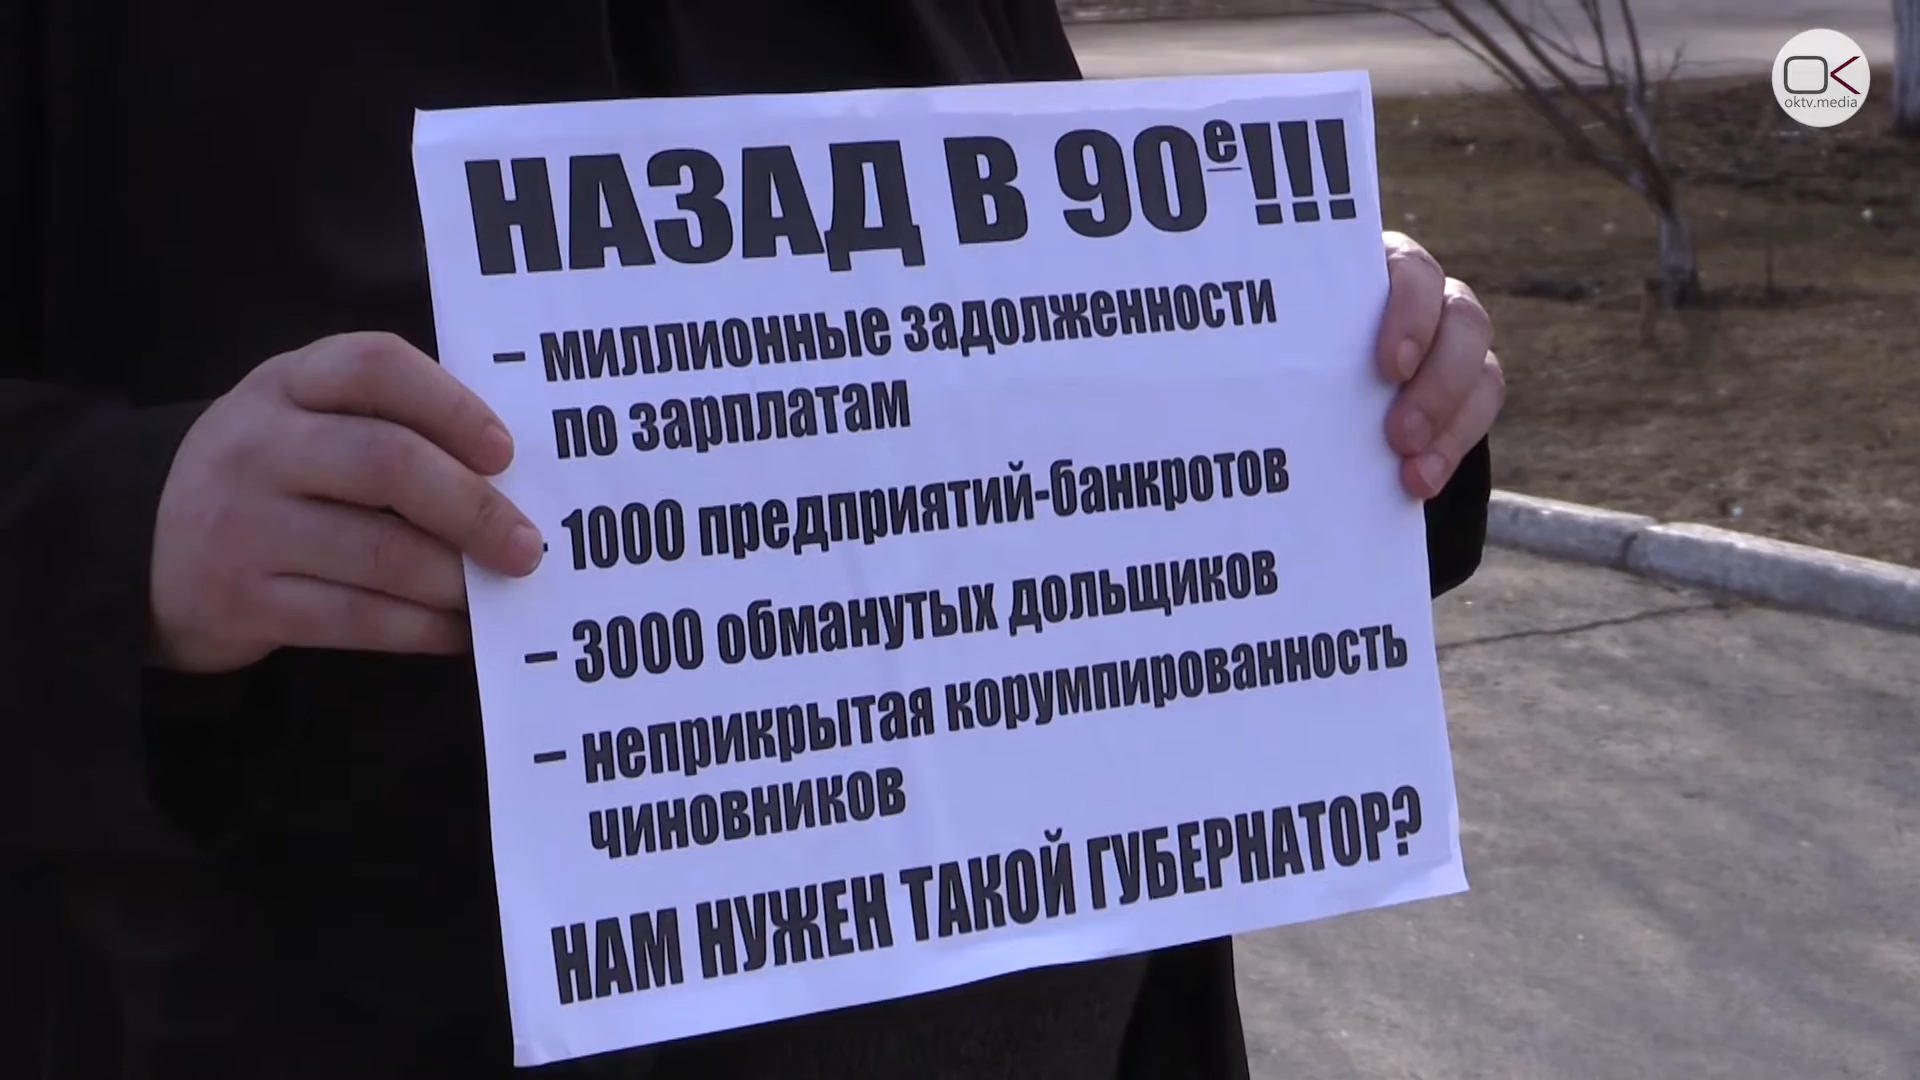 НАЗАД В 90е!!!
– миллионные задолженности
по зарплатам
- 1000 предприятий-банкротов
– 3000 обманутых дольщиков
– неприкрытая корумпированность
чиновников
НАМ НУЖЕН ТАКОЙ ГУБЕРНАТОР?
OK
oktv.media